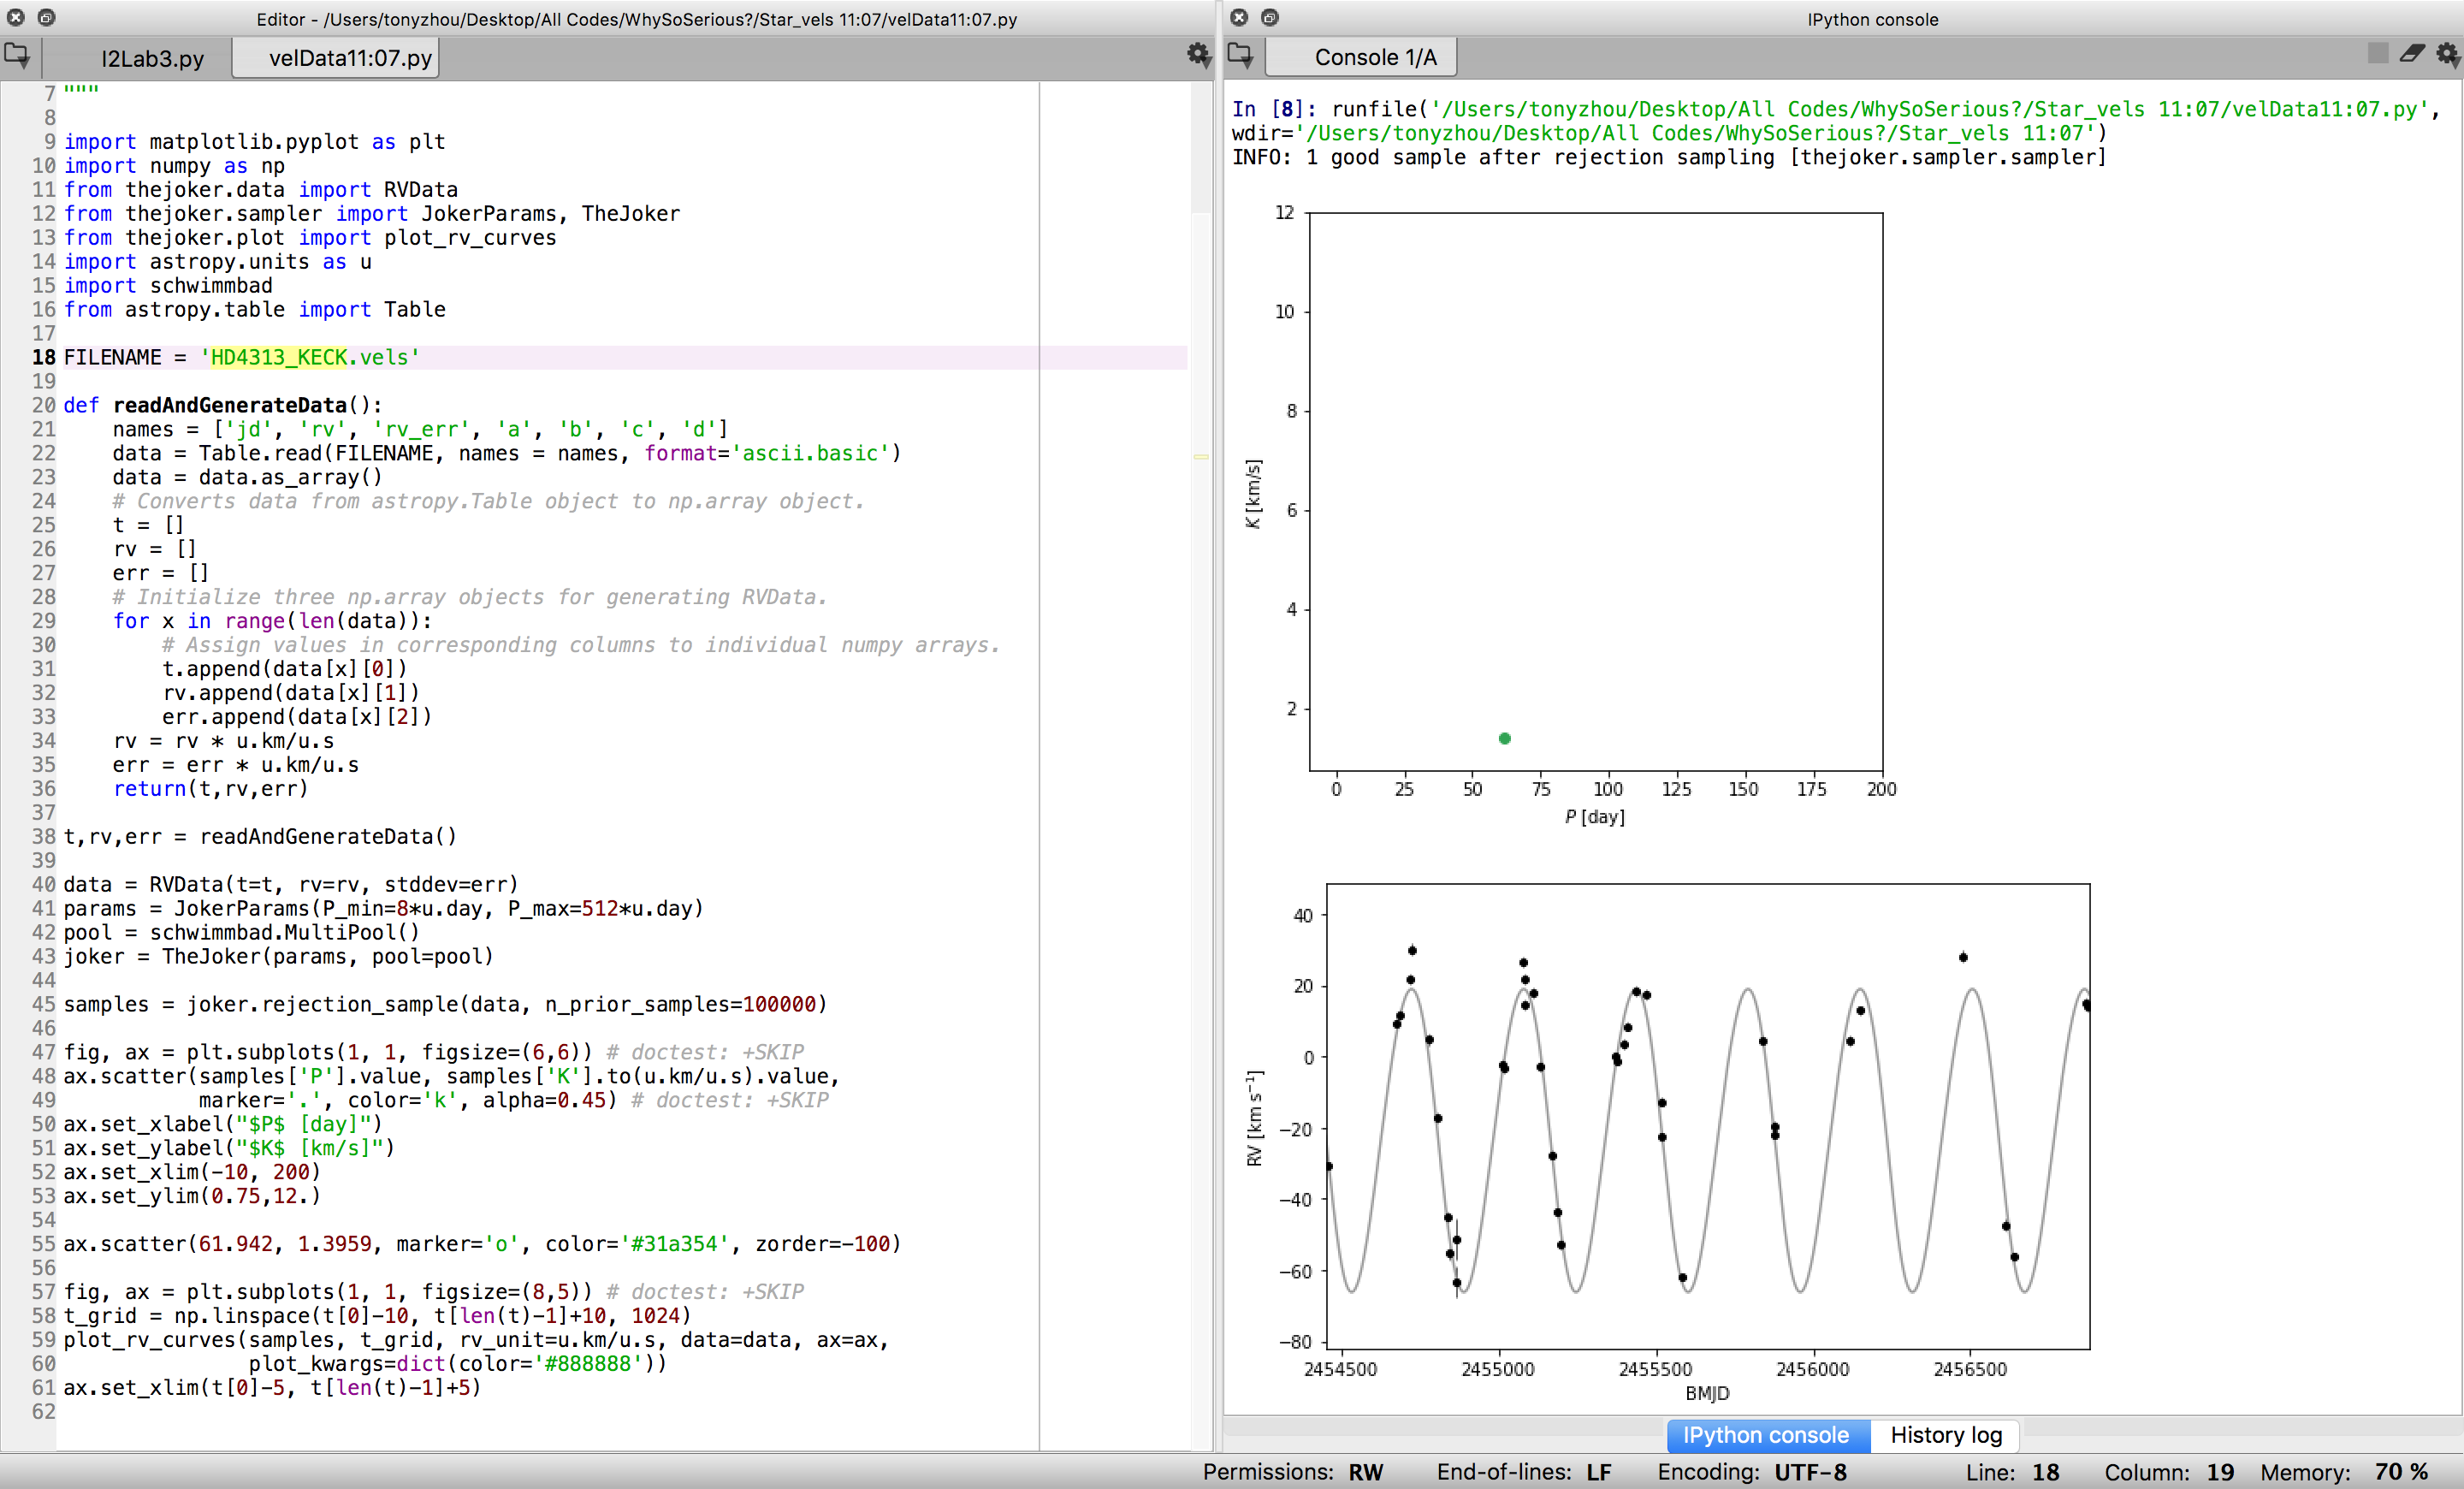 Editor - /Users/tonyzhou/Desktop/All Codes/WhySoSerious?/Star_vels 11:07/velData11:07.py
I2Lab3.py
velData11:07.py
7 """
8
9 import matplotlib.pyplot as plt
10 import numpy as np
11 from thejoker.data import RVData
12 from thejoker.sampler import JokerParams, TheJoker
13 from thejoker.plot import plot_rv_curves
14 import astropy.units as u
15 import schwimmbad
16 from astropy.table import Table
17
18 FILENAME = 'HD4313_KECK.vels'
19
20 def readAndGenerateData():
21     names = ['jd', 'rv', 'rv_err', 'a', 'b', 'c', 'd']
22     data = Table.read(FILENAME, names = names, format='ascii.basic')
23     data = data.as_array()
24     # Converts data from astropy.Table object to np.array object.
25     t = []
26     rv = []
27     err = []
28     # Initialize three np.array objects for generating RVData.
29     for x in range(len(data)):
30         # Assign values in corresponding columns to individual numpy arrays.
31         t.append(data[x][0])
32         rv.append(data[x][1])
33         err.append(data[x][2])
34     rv = rv * u.km/u.s
35     err = err * u.km/u.s
36     return(t,rv,err)
37
38 t,rv,err = readAndGenerateData()
39
40 data = RVData(t=t, rv=rv, stddev=err)
41 params = JokerParams(P_min=8*u.day, P_max=512*u.day)
42 pool = schwimmbad.MultiPool()
43 joker = TheJoker(params, pool=pool)
44
45 samples = joker.rejection_sample(data, n_prior_samples=100000)
46
47 fig, ax = plt.subplots(1, 1, figsize=(6,6)) # doctest: +SKIP
48 ax.scatter(samples['P'].value, samples['K'].to(u.km/u.s).value,
49            marker='.', color='k', alpha=0.45) # doctest: +SKIP
50 ax.set_xlabel("$P$ [day]")
51 ax.set_ylabel("$K$ [km/s]")
52 ax.set_xlim(-10, 200)
53 ax.set_ylim(0.75,12.)
54
55 ax.scatter(61.942, 1.3959, marker='o', color='#31a354', zorder=-100)
56
57 fig, ax = plt.subplots(1, 1, figsize=(8,5)) # doctest: +SKIP
58 t_grid = np.linspace(t[0]-10, t[len(t)-1]+10, 1024)
59 plot_rv_curves(samples, t_grid, rv_unit=u.km/u.s, data=data, ax=ax,
60                plot_kwargs=dict(color='#888888'))
61 ax.set_xlim(t[0]-5, t[len(t)-1]+5)
62
IPython console
Console 1/A
In [8]: runfile('/Users/tonyzhou/Desktop/All Codes/WhySoSerious?/Star_vels 11:07/velData11:07.py',
wdir='/Users/tonyzhou/Desktop/All Codes/WhySoSerious?/Star_vels 11:07')
INFO: 1 good sample after rejection sampling [thejoker.sampler.sampler]
12
10
8
6
4
2
K [km/s]
0 25 50 75 100 125 150 175 200
P [day]
40
20
0
−20
−40
−60
−80
RV [km s⁻¹]
2454500 2455000 2455500 2456000 2456500
BMJD
IPython console
History log
Permissions: RW End-of-lines: LF Encoding: UTF-8 Line: 18 Column: 19 Memory: 70 %